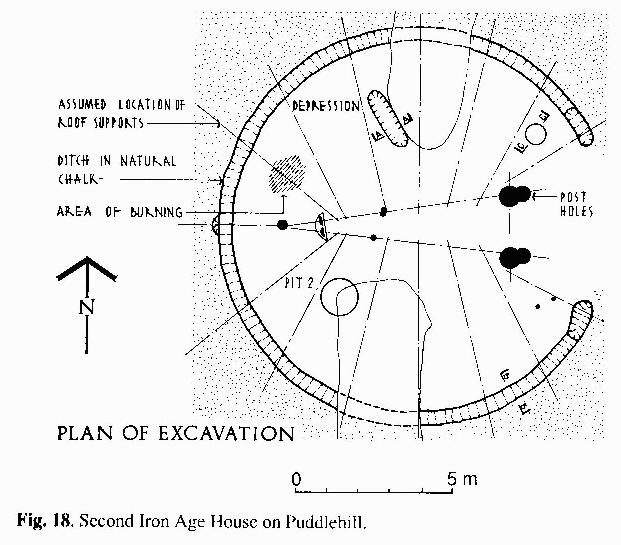 ASSUMED LOCATION OF
ROOF SUPPORTS
DEPRESSION
DITCH IN NATURAL
CHALK-
AREA OF BURNING
POST
HOLES
PIT 2
N
PLAN OF EXCAVATION
0 5 m
Fig. 18. Second Iron Age House on Puddlehill.